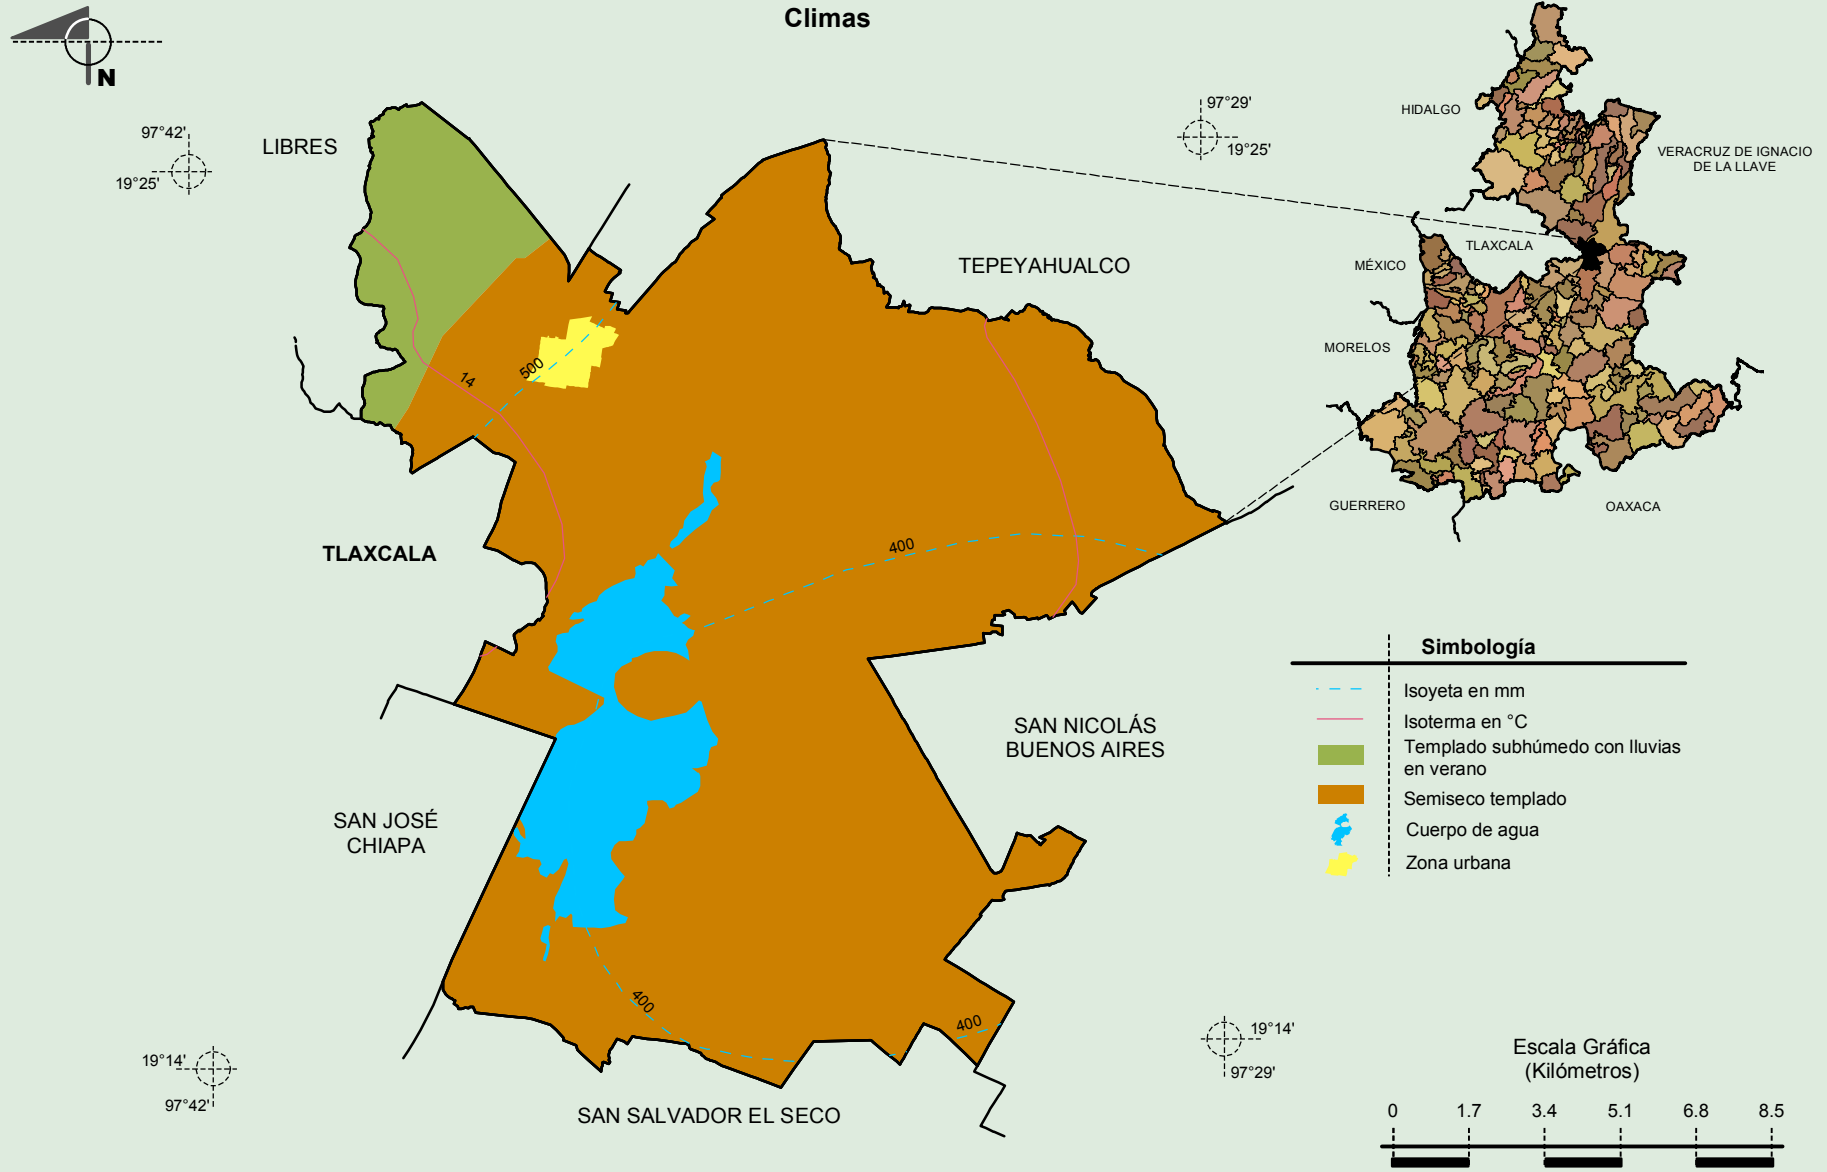 Climas
N
97°42'
19°25'
LIBRES
97°29'
19°25'
HIDALGO
VERACRUZ DE IGNACIO
DE LA LLAVE
TLAXCALA
MÉXICO
MORELOS
GUERRERO
OAXACA
TEPEYAHUALCO
14
500
TLAXCALA
400
SAN NICOLÁS
BUENOS AIRES
SAN JOSÉ
CHIAPA
400
400
SAN SALVADOR EL SECO
19°14'
97°42'
19°14'
97°29'
Simbología
Isoyeta en mm
Isoterma en °C
Templado subhúmedo con lluvias
en verano
Semiseco templado
Cuerpo de agua
Zona urbana
Escala Gráfica
(Kilómetros)
0 1.7 3.4 5.1 6.8 8.5